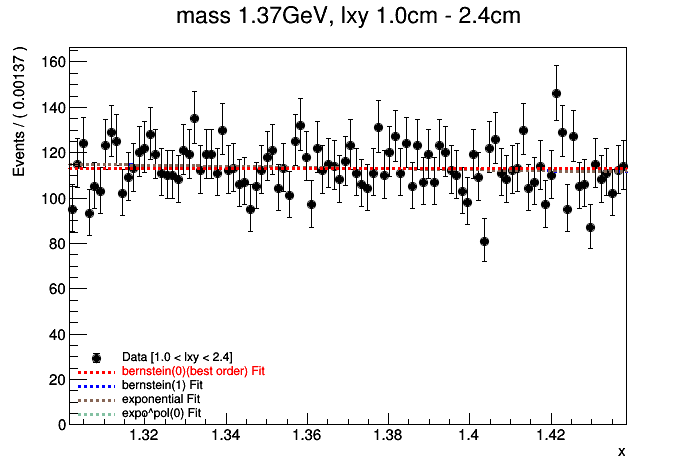 mass 1.37GeV, lxy 1.0cm - 2.4cm
Events / ( 0.00137 )
160
140
120
100
80
60
40
20
0
Data [1.0 < lxy < 2.4]
bernstein(0)(best order) Fit
bernstein(1) Fit
exponential Fit
expo^pol(0) Fit
1.32 1.34 1.36 1.38 1.4 1.42
x